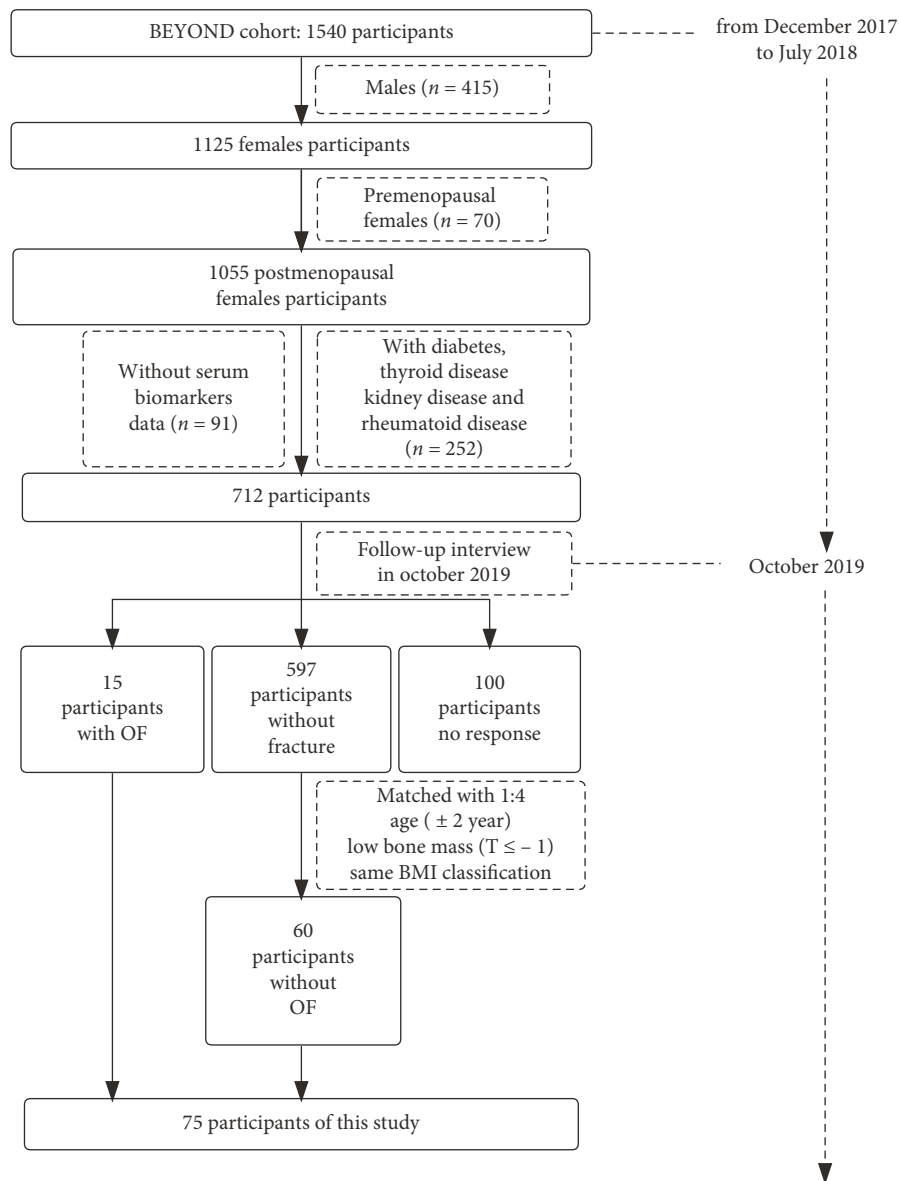 BEYOND cohort: 1540 participants
from December 2017
to July 2018
Males (n = 415)
1125 females participants
Premenopausal
females (n = 70)
1055 postmenopausal
females participants
Without serum
biomarkers
data (n = 91)
With diabetes,
thyroid disease
kidney disease and
rheumatoid disease
(n = 252)
712 participants
Follow-up interview
in october 2019
October 2019
15
participants
with OF
597
participants
without
fracture
100
participants
no response
Matched with 1:4
age ( ± 2 year)
low bone mass (T ≤ – 1)
same BMI classification
60
participants
without
OF
75 participants of this study